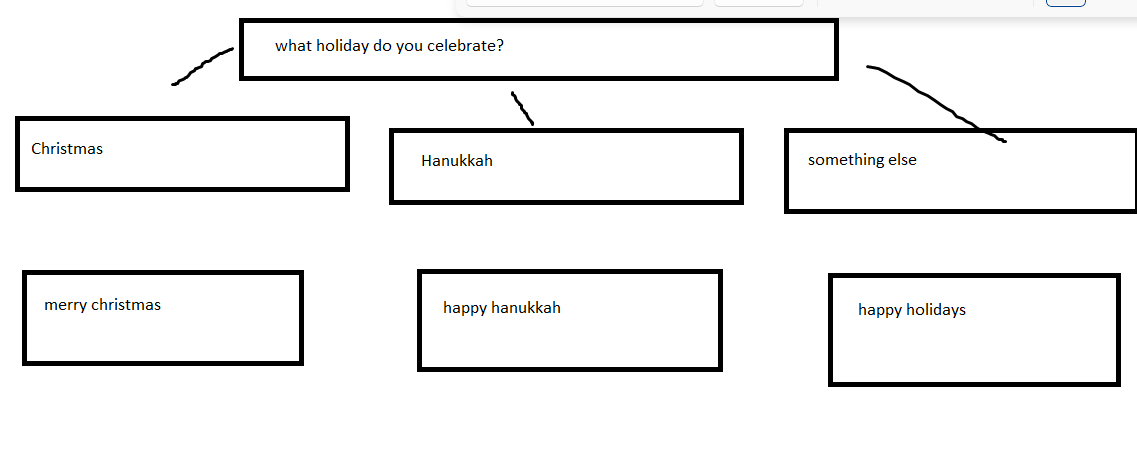 what holiday do you celebrate?
Christmas
Hanukkah
something else
merry christmas
happy hanukkah
happy holidays